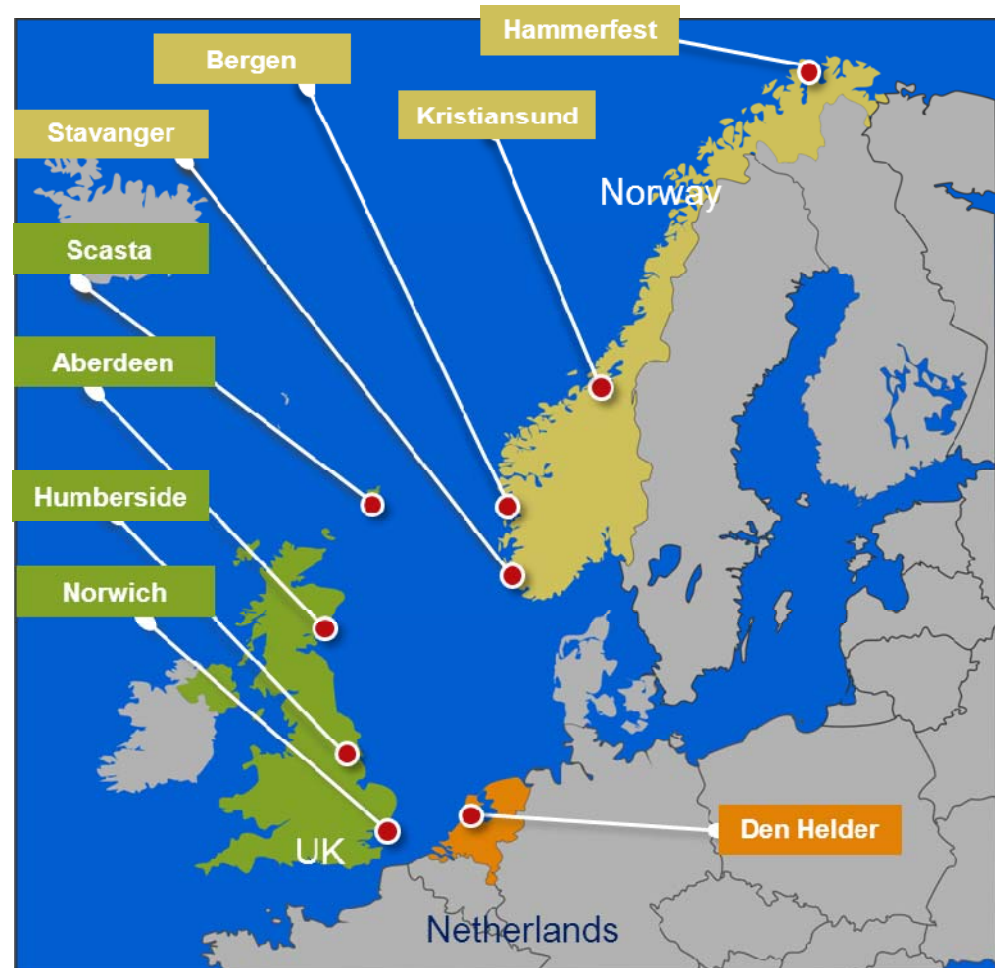 Hammerfest
Bergen
Kristiansund
Stavanger
Norway
Scasta
Aberdeen
Humberside
Norwich
Den Helder
UK
Netherlands